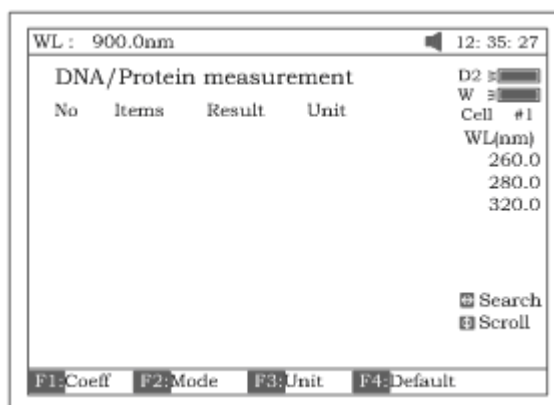 WL : 900.0nm 12: 35: 27
DNA/Protein measurement
D2
W
No Items Result Unit
Cell #1
WL(nm)
260.0
280.0
320.0
Search
Scroll
F1:Coeff F2:Mode F3:Unit F4:Default